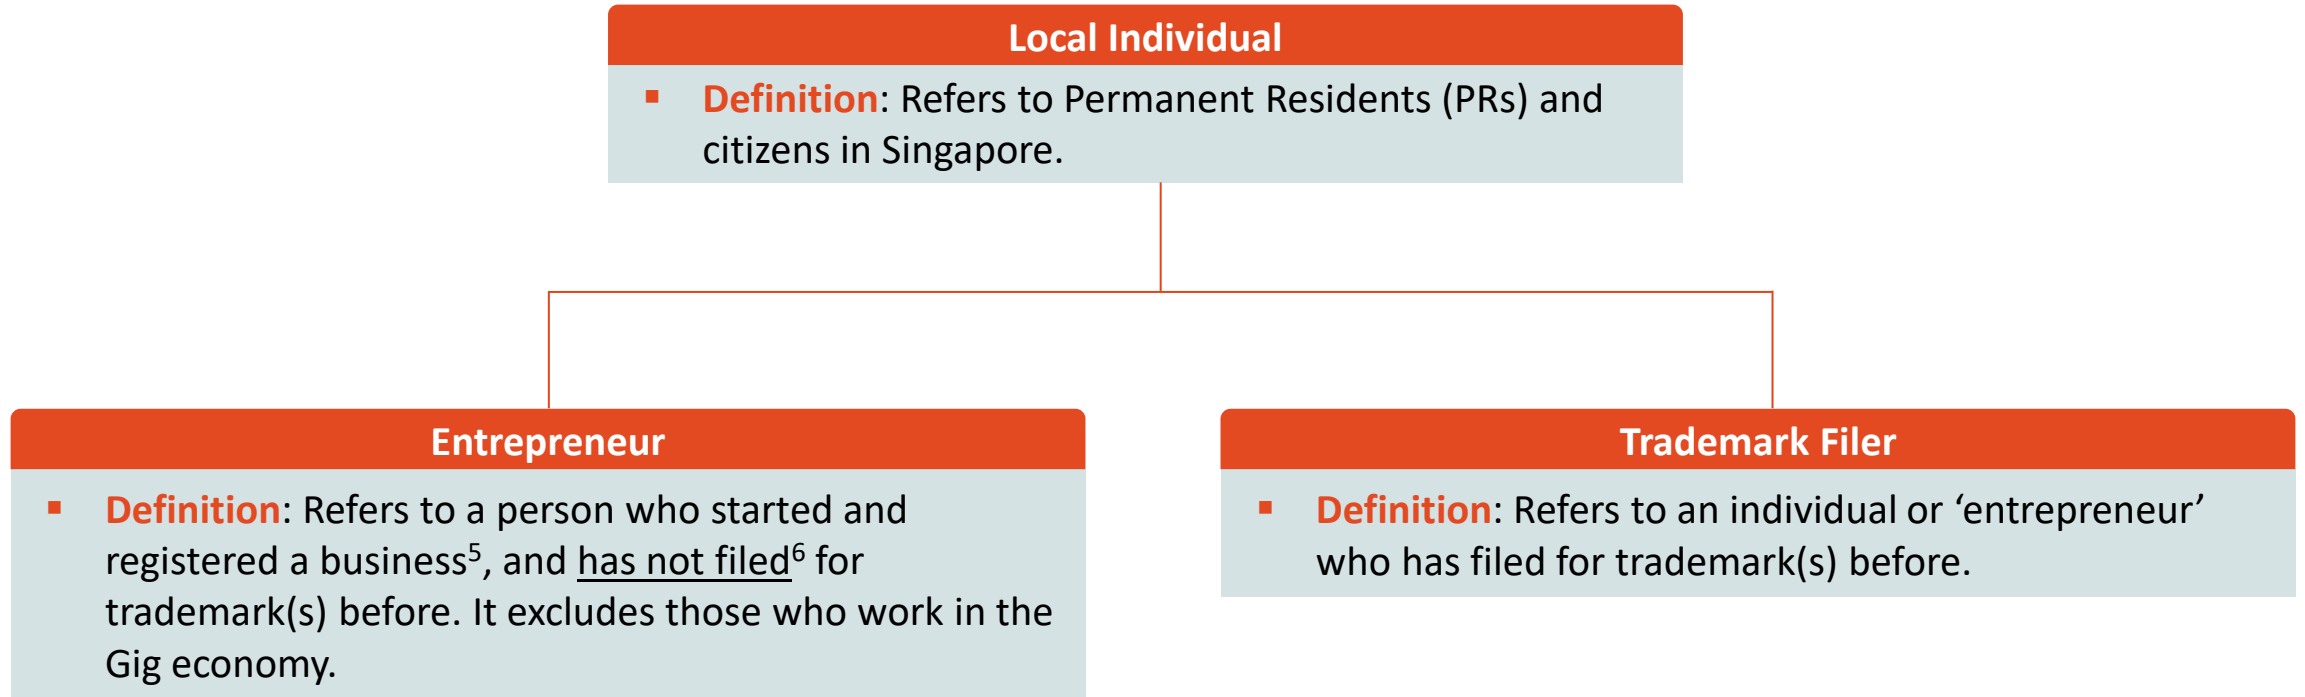 Local Individual
▪ Definition: Refers to Permanent Residents (PRs) and
citizens in Singapore.
Entrepreneur
▪ Definition: Refers to a person who started and
registered a business⁵, and has not filed⁶ for
trademark(s) before. It excludes those who work in the
Gig economy.
Trademark Filer
▪ Definition: Refers to an individual or ‘entrepreneur’
who has filed for trademark(s) before.